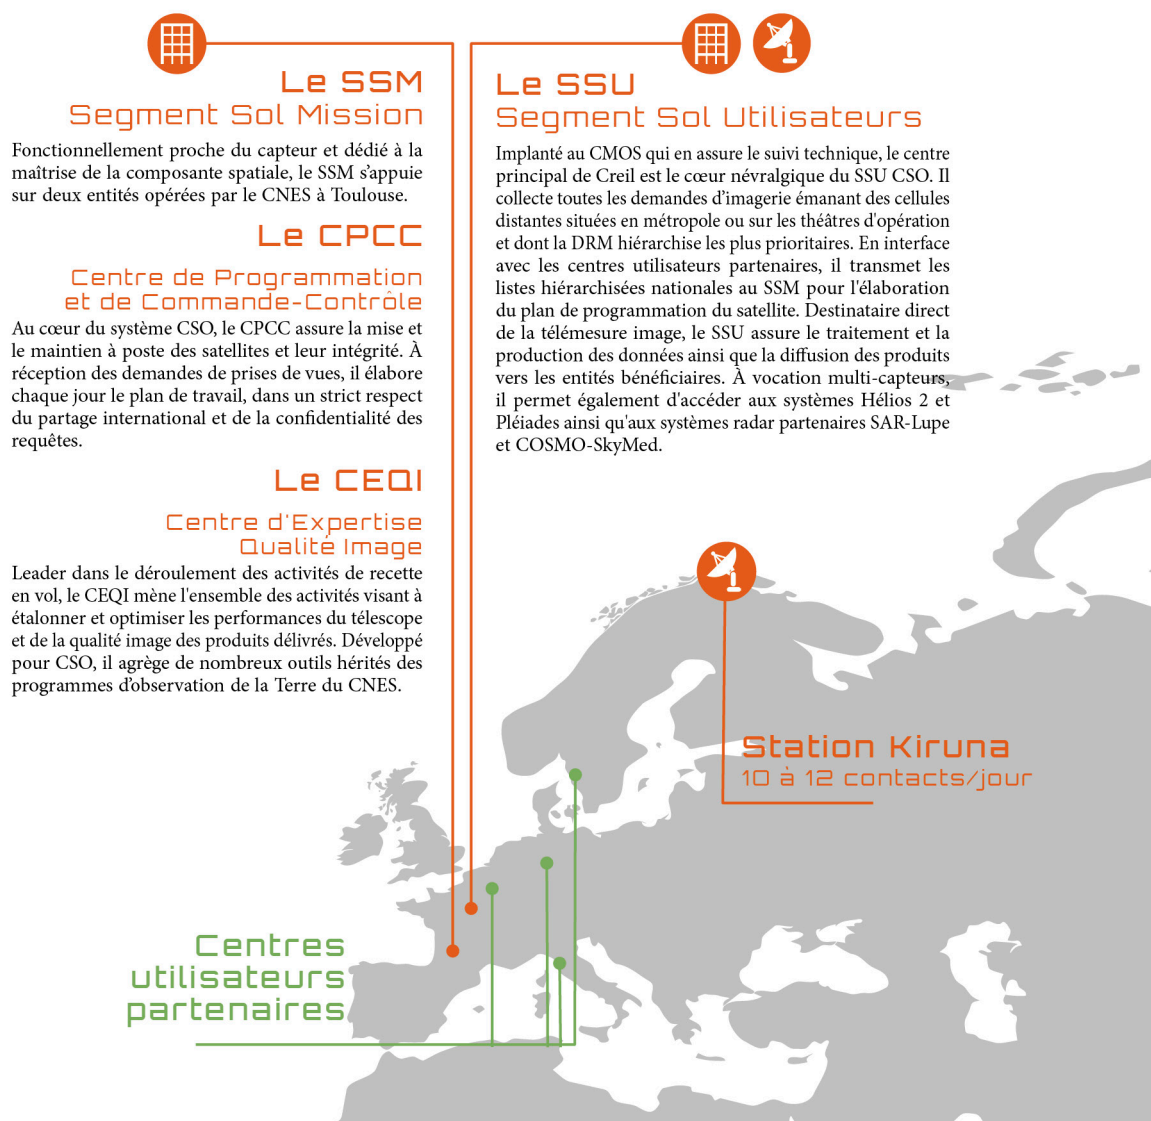 Le SSM
Segment Sol Mission
Fonctionnellement proche du capteur et dédié à la
maîtrise de la composante spatiale, le SSM s'appuie
sur deux entités opérées par le CNES à Toulouse.
Le CPCC
Centre de Programmation
et de Commande-Contrôle
Au cœur du système CSO, le CPCC assure la mise et
le maintien à poste des satellites et leur intégrité. À
réception des demandes de prises de vues, il élabore
chaque jour le plan de travail, dans un strict respect
du partage international et de la confidentialité des
requêtes.
Le CEQI
Centre d'Expertise
Qualité Image
Leader dans le déroulement des activités de recette
en vol, le CEQI mène l'ensemble des activités visant à
étalonner et optimiser les performances du télescope
et de la qualité image des produits délivrés. Développé
pour CSO, il agrège de nombreux outils hérités des
programmes d'observation de la Terre du CNES.
Le SSU
Segment Sol Utilisateurs
Implanté au CMOS qui en assure le suivi technique, le centre
principal de Creil est le cœur névralgique du SSU CSO. Il
collecte toutes les demandes d'imagerie émanant des cellules
distantes situées en métropole ou sur les théâtres d'opération
et dont la DRM hiérarchise les plus prioritaires. En interface
avec les centres utilisateurs partenaires, il transmet les
listes hiérarchisées nationales au SSM pour l'élaboration
du plan de programmation du satellite. Destinataire direct
de la télémesure image, le SSU assure le traitement et la
production des données ainsi que la diffusion des produits
vers les entités bénéficiaires. À vocation multi-capteurs,
il permet également d'accéder aux systèmes Hélios 2 et
Pléiades ainsi qu'aux systèmes radar partenaires SAR-Lupe
et COSMO-SkyMed.
Station Kiruna
10 à 12 contacts/jour
Centres
utilisateurs
partenaires